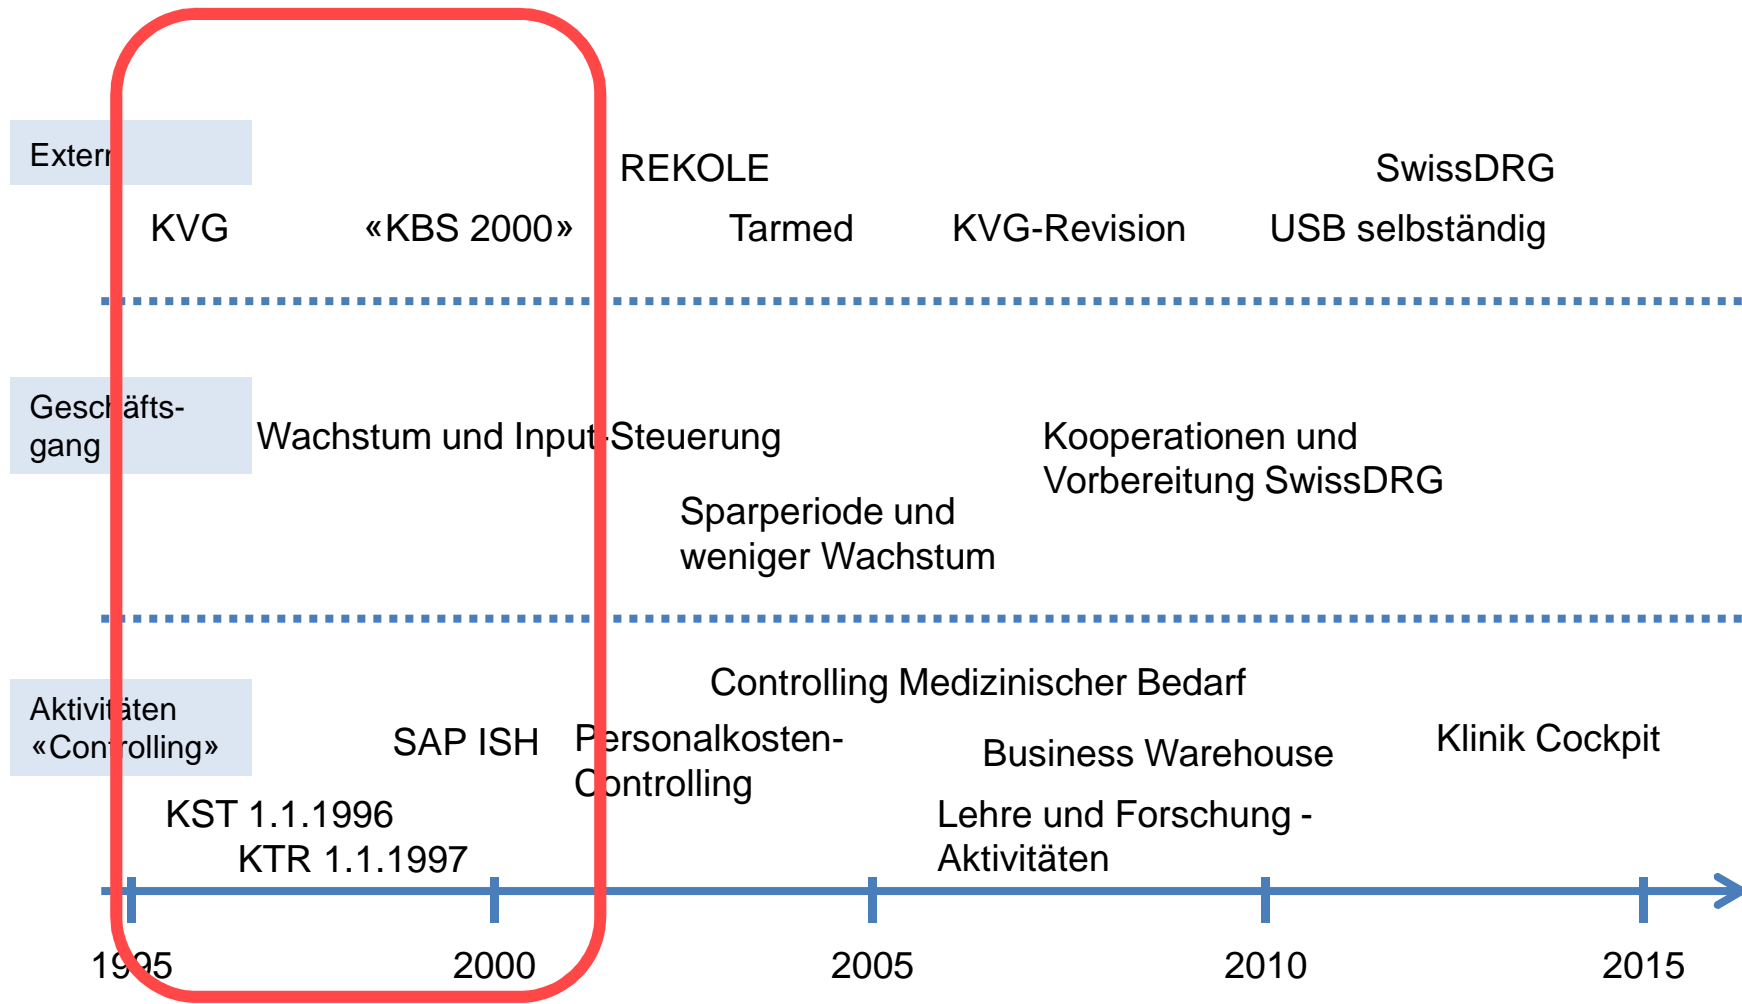 Extern
REKOLE
SwissDRG
KVG
«KBS 2000»
Tarmed
KVG-Revision
USB selbständig
Geschäfts-
gang
Wachstum und Input-Steuerung
Kooperationen und
Vorbereitung SwissDRG
Sparperiode und
weniger Wachstum
Controlling Medizinischer Bedarf
Aktivitäten
«Controlling»
SAP ISH
Personalkosten-
Controlling
Business Warehouse
Klinik Cockpit
KST 1.1.1996
KTR 1.1.1997
Lehre und Forschung -
Aktivitäten
1995
2000
2005
2010
2015